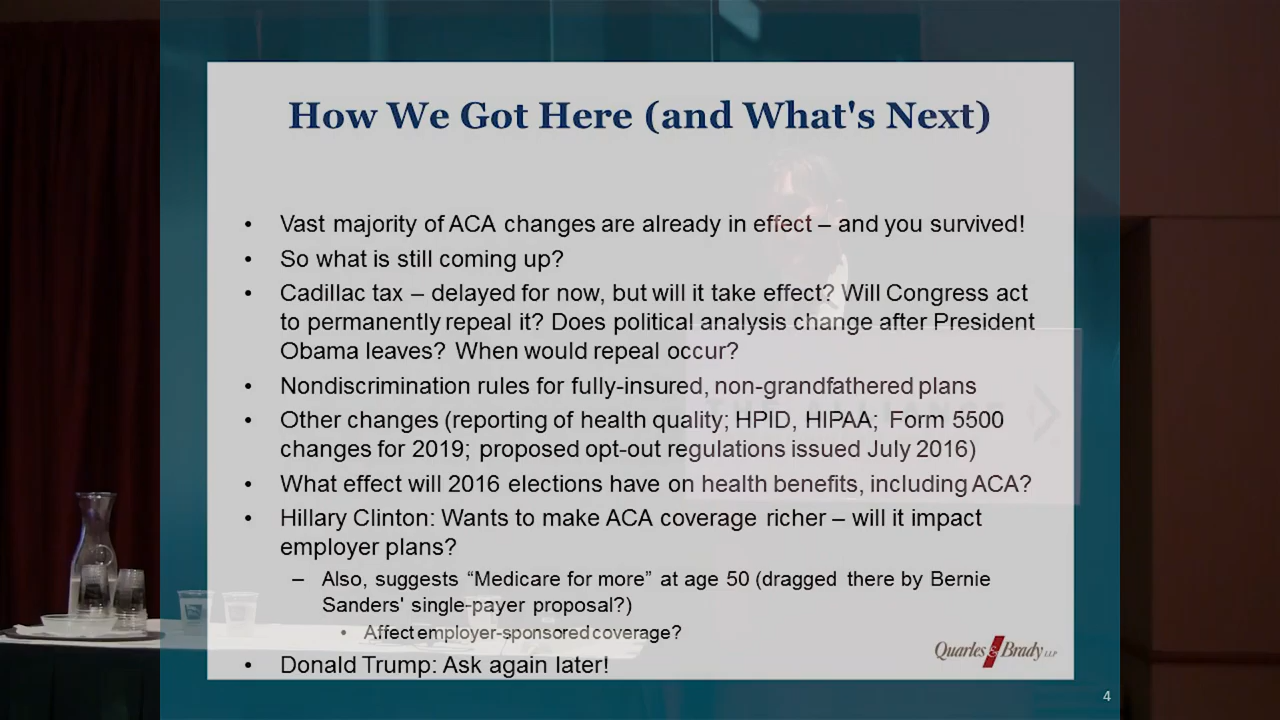 How We Got Here (and What's Next)
• Vast majority of ACA changes are already in effect – and you survived!
• So what is still coming up?
• Cadillac tax – delayed for now, but will it take effect? Will Congress act
to permanently repeal it? Does political analysis change after President
Obama leaves? When would repeal occur?
• Nondiscrimination rules for fully-insured, non-grandfathered plans
• Other changes (reporting of health quality; HPID, HIPAA; Form 5500
changes for 2019; proposed opt-out regulations issued July 2016)
• What effect will 2016 elections have on health benefits, including ACA?
• Hillary Clinton: Wants to make ACA coverage richer – will it impact
employer plans?
– Also, suggests “Medicare for more” at age 50 (dragged there by Bernie
Sanders' single-payer proposal?)
• Affect employer-sponsored coverage?
• Donald Trump: Ask again later!
Quarles & Brady LLP
4